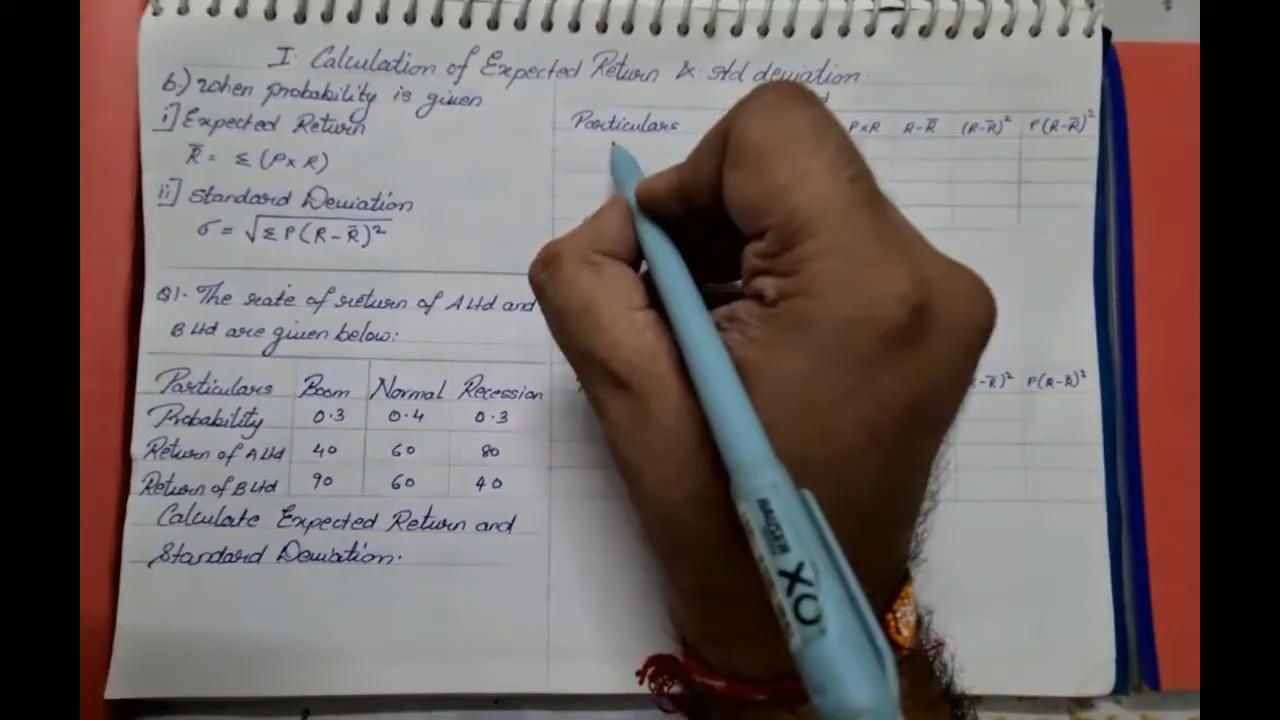 I. Calculation of Expected Return & std deviation.
b.) when probability is given
i] Expected Return
R̅ = Σ (P×R)
ii] Standard Deviation
σ = √Σ P(R-R̅)²
Q1. The rate of return of A Ltd and
B Ltd are given below:
Particulars Boom Normal Recession
Probability 0.3 0.4 0.3
Return of A Ltd 40 60 80
Return of B Ltd 90 60 40
Calculate Expected Return and
Standard Deviation.
Particulars P×R R-R̅ (R-R̅)² P(R-R̅)²
-R̅)² P(R-R̅)²
HAUSER XO